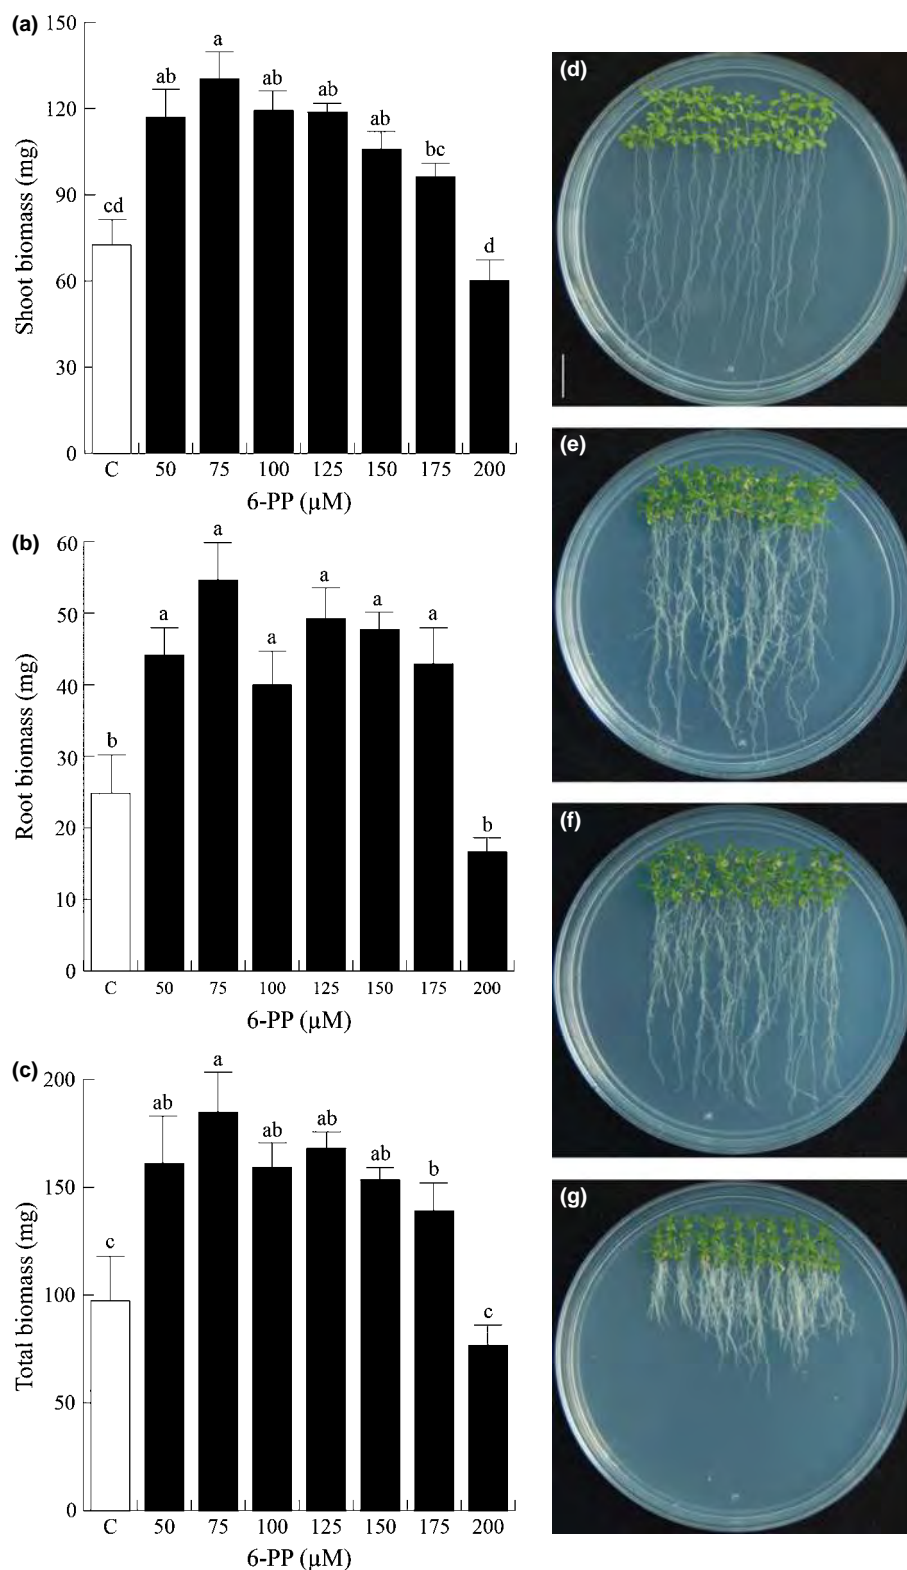 (a)
Shoot biomass (mg)
150
120
90
60
30
0
cd
ab
a
ab
ab
ab
bc
d
C 50 75 100 125 150 175 200
6-PP (µM)
(b)
Root biomass (mg)
60
50
40
30
20
10
0
b
a
a
a
a
a
a
b
C 50 75 100 125 150 175 200
6-PP (µM)
(c)
Total biomass (mg)
200
150
100
50
0
c
ab
a
ab
ab
ab
b
c
C 50 75 100 125 150 175 200
6-PP (µM)
(d)
(e)
(f)
(g)